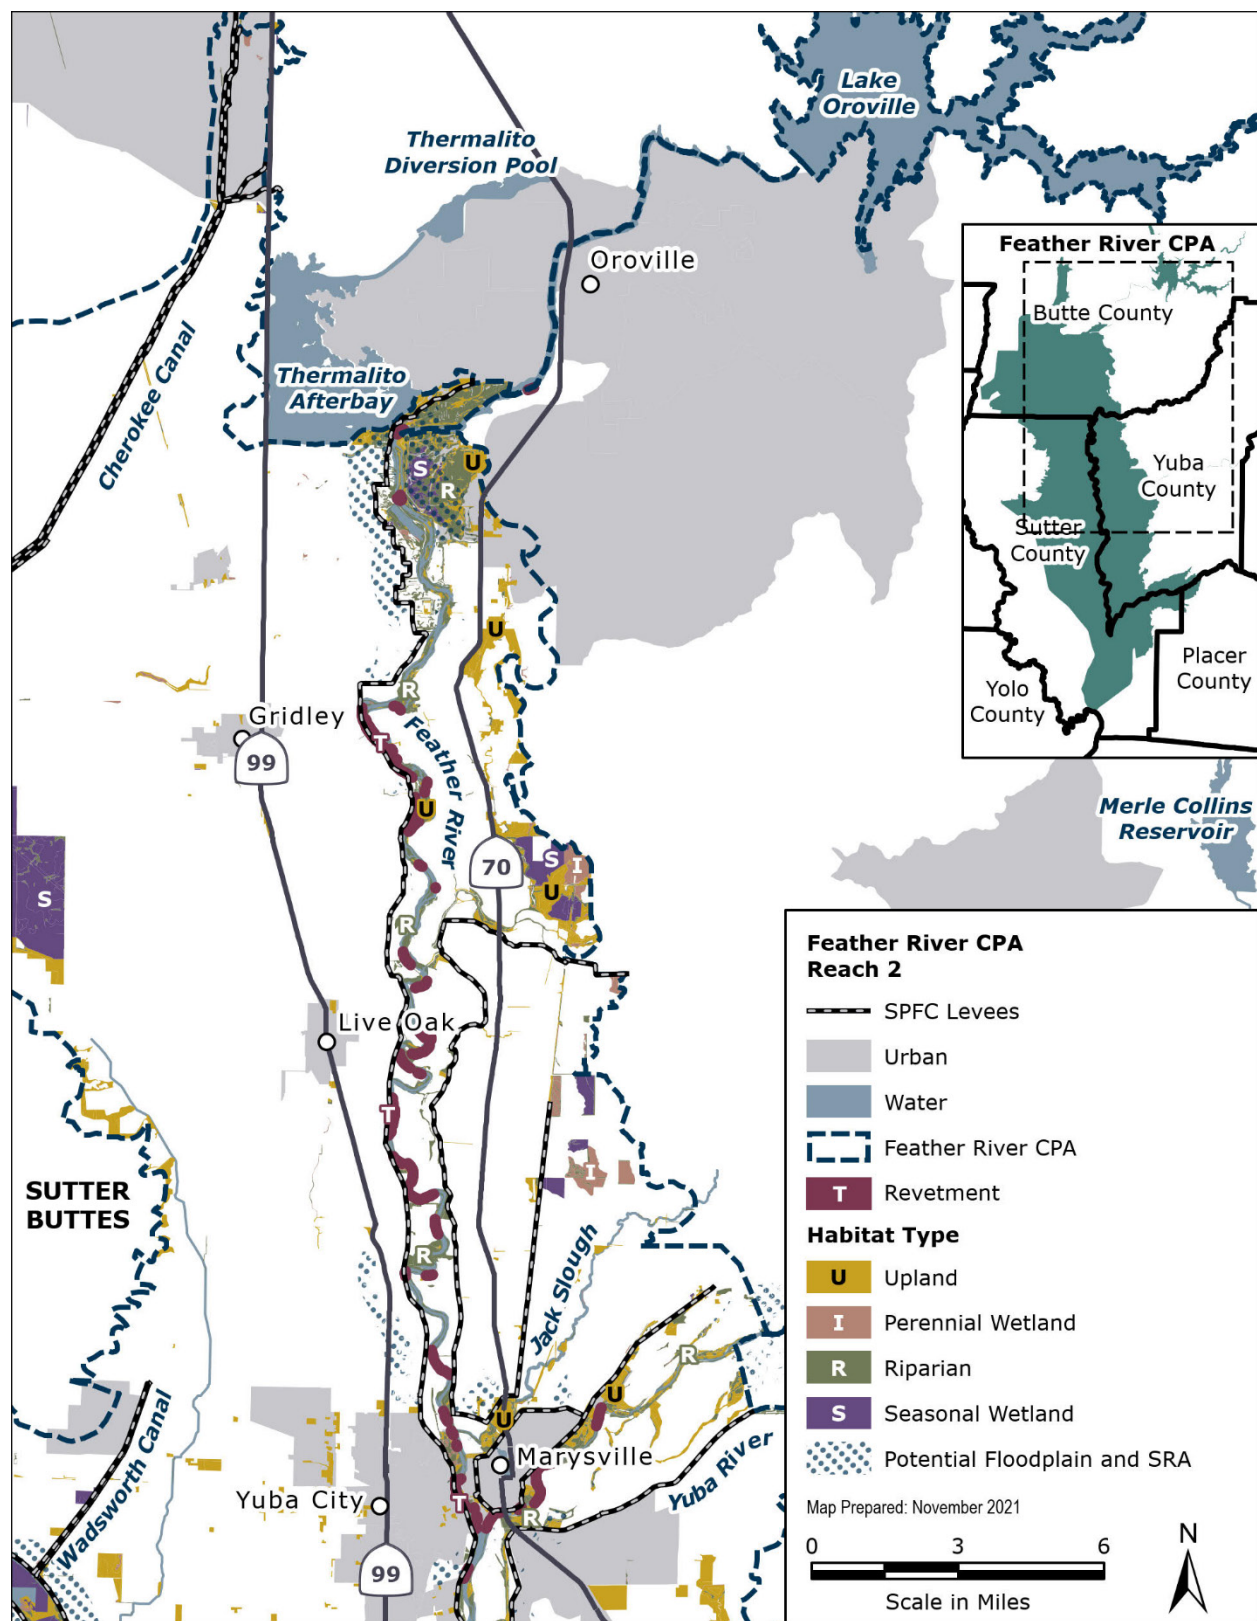 Lake
Oroville
Thermalito
Diversion Pool
Oroville
Feather River CPA
Butte County
Cherokee Canal
Thermalito
Afterbay
S
U
R
Yuba
County
Sutter
County
U
Placer
County
Yolo
County
R
Gridley
T
Feather River
99
U
Merle Collins
Reservoir
70
S
I
U
S
R
Live Oak
T
I
SUTTER
BUTTES
R
Jack Slough
R
U
U
Marysville
Yuba City
T
R
Yuba River
Wadsworth Canal
99
Feather River CPA
Reach 2
SPFC Levees
Urban
Water
Feather River CPA
T Revetment
Habitat Type
U Upland
I Perennial Wetland
R Riparian
S Seasonal Wetland
Potential Floodplain and SRA
Map Prepared: November 2021
0 3 6
Scale in Miles
N